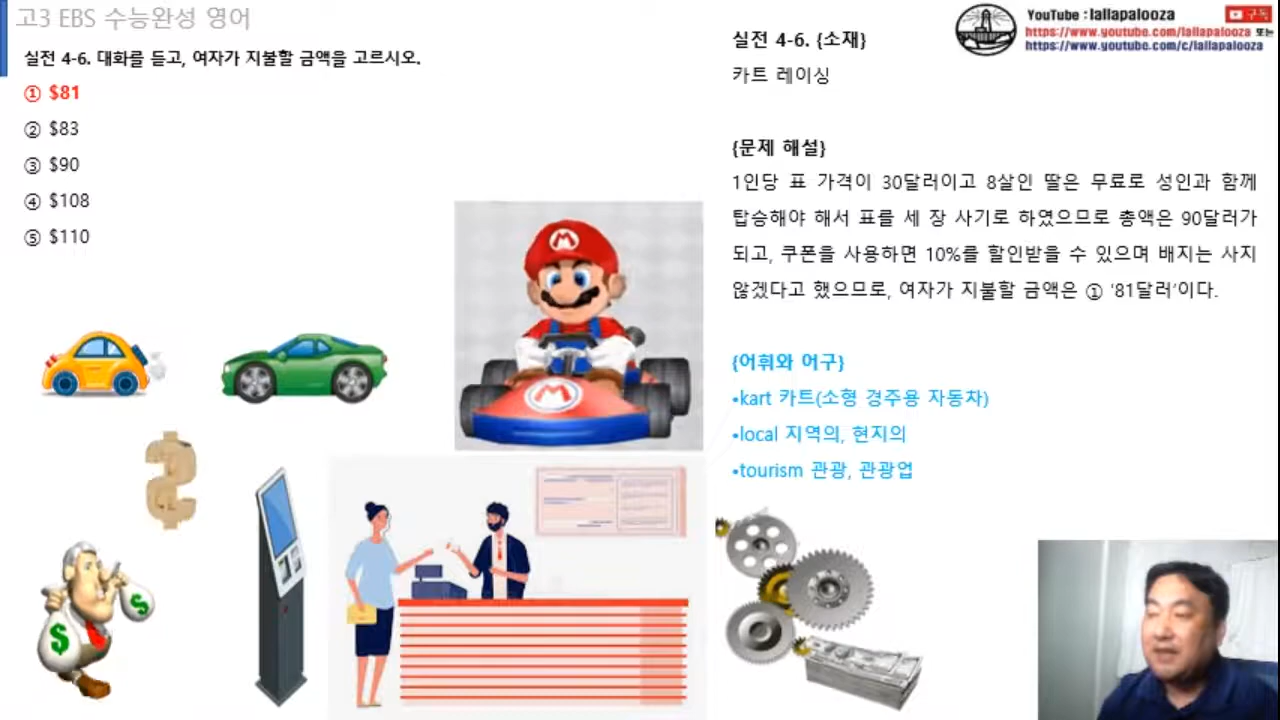 고3 EBS 수능완성 영어
실전 4-6. 대화를 듣고, 여자가 지불할 금액을 고르시오.
① $81
② $83
③ $90
④ $108
⑤ $110
실전 4-6. {소재}
카트 레이싱
YouTube : lallapalooza
구독
https://www.youtube.com/lallapalooza 또는
https://www.youtube.com/c/lallapalooza
{문제 해설}
1인당 표 가격이 30달러이고 8살인 딸은 무료로 성인과 함께
탑승해야 해서 표를 세 장 사기로 하였으므로 총액은 90달러가
되고, 쿠폰을 사용하면 10%를 할인받을 수 있으며 배지는 사지
않겠다고 했으므로, 여자가 지불할 금액은 ① '81달러'이다.
{어휘와 어구}
•kart 카트(소형 경주용 자동차)
•local 지역의, 현지의
•tourism 관광, 관광업
M
M
$
$